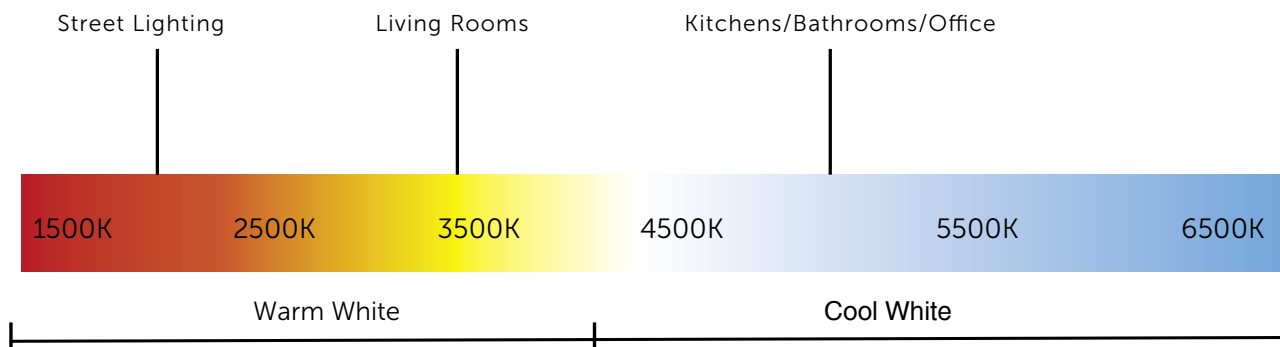 Street Lighting Living Rooms Kitchens/Bathrooms/Office
1500K 2500K 3500K 4500K 5500K 6500K
Warm White Cool White